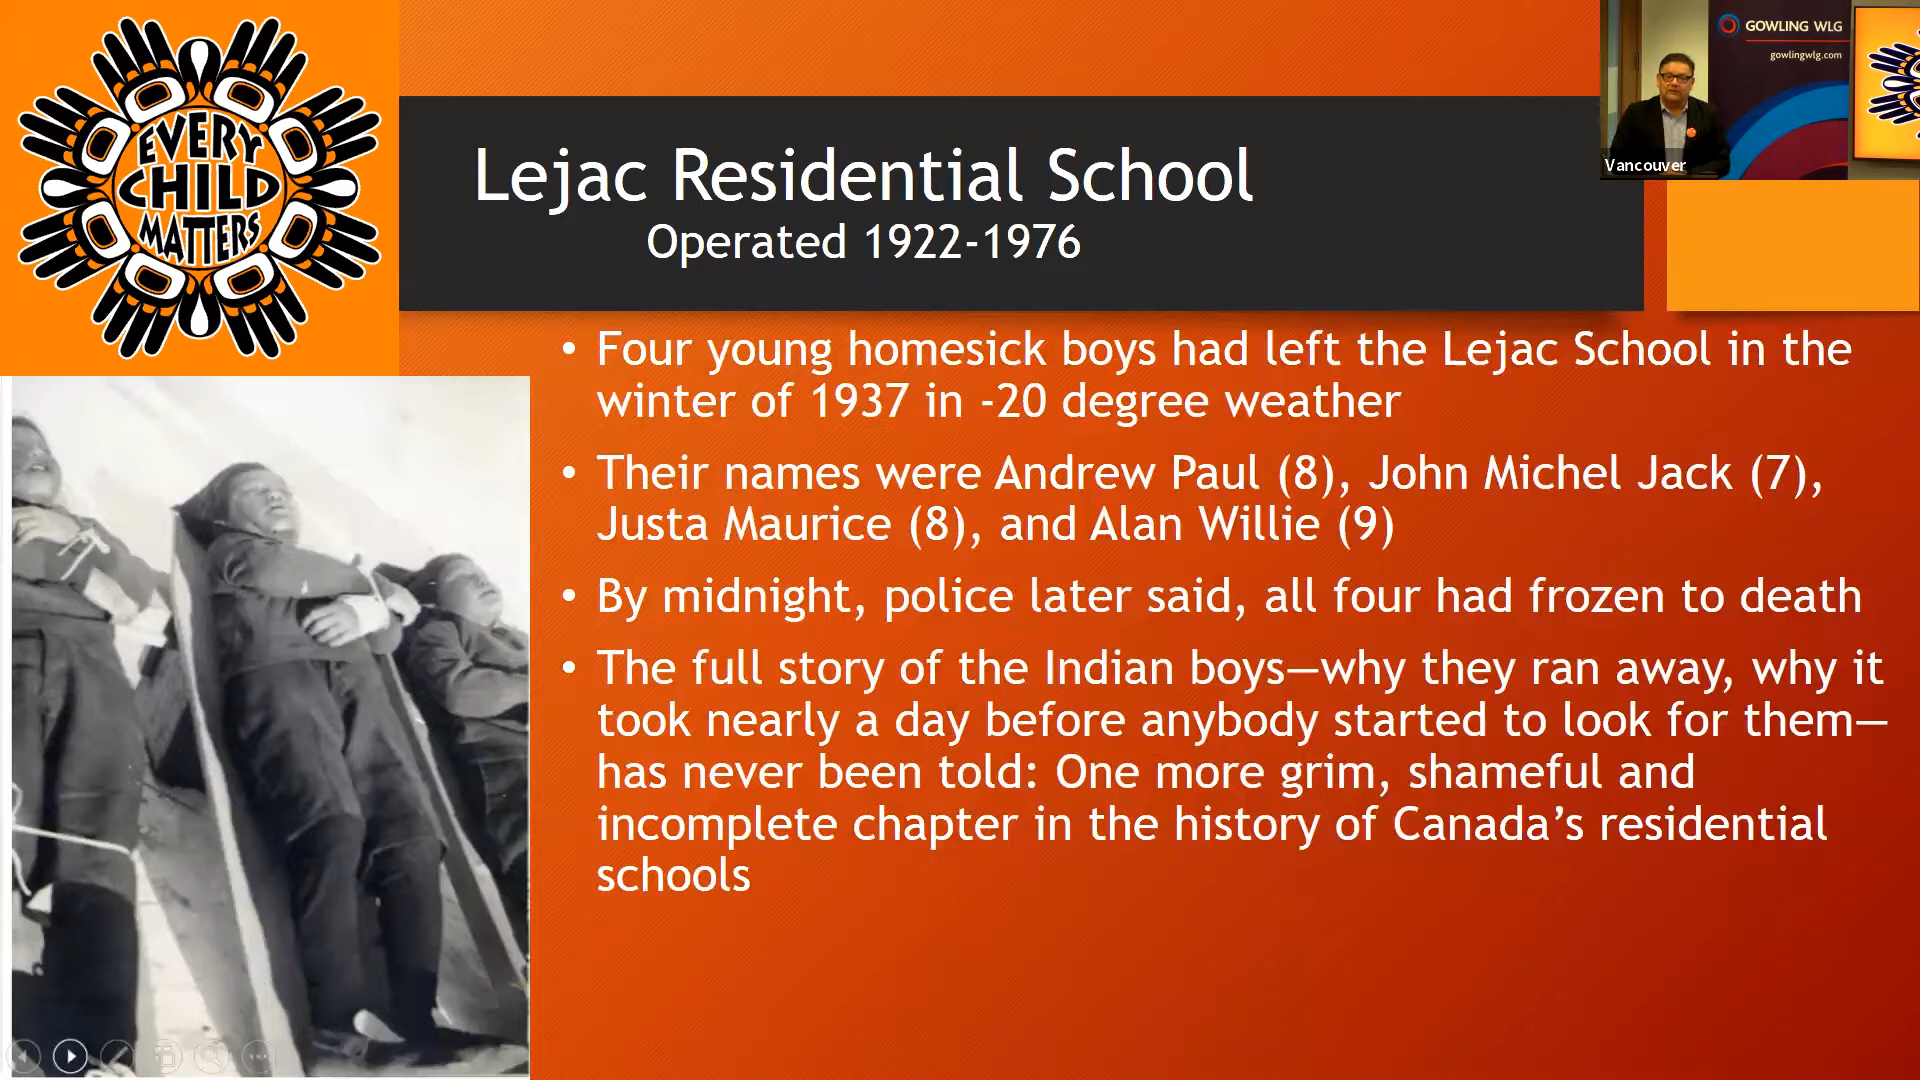 EVERY
CHILD
MATTERS
Lejac Residential School
Operated 1922-1976
GOWLING WLG
gowlingwlg.com
Vancouver
• Four young homesick boys had left the Lejac School in the
winter of 1937 in -20 degree weather
• Their names were Andrew Paul (8), John Michel Jack (7),
Justa Maurice (8), and Alan Willie (9)
• By midnight, police later said, all four had frozen to death
• The full story of the Indian boys—why they ran away, why it
took nearly a day before anybody started to look for them—
has never been told: One more grim, shameful and
incomplete chapter in the history of Canada’s residential
schools